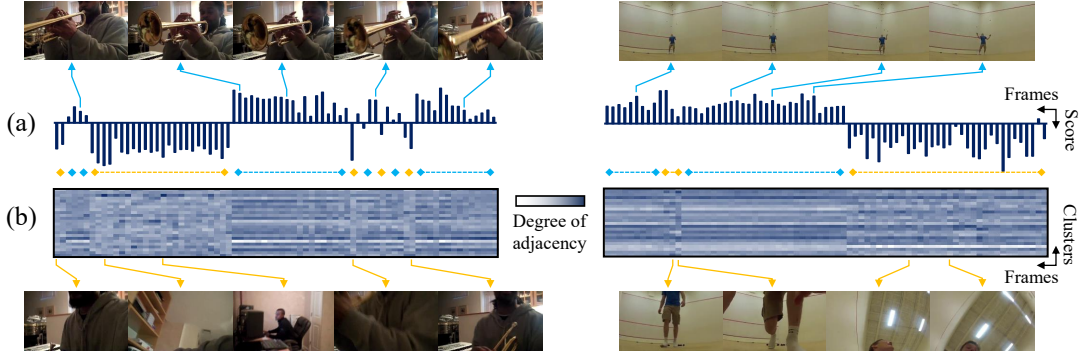 (a)
Frames
Score
(b)
Degree of
adjacency
Clusters
Frames